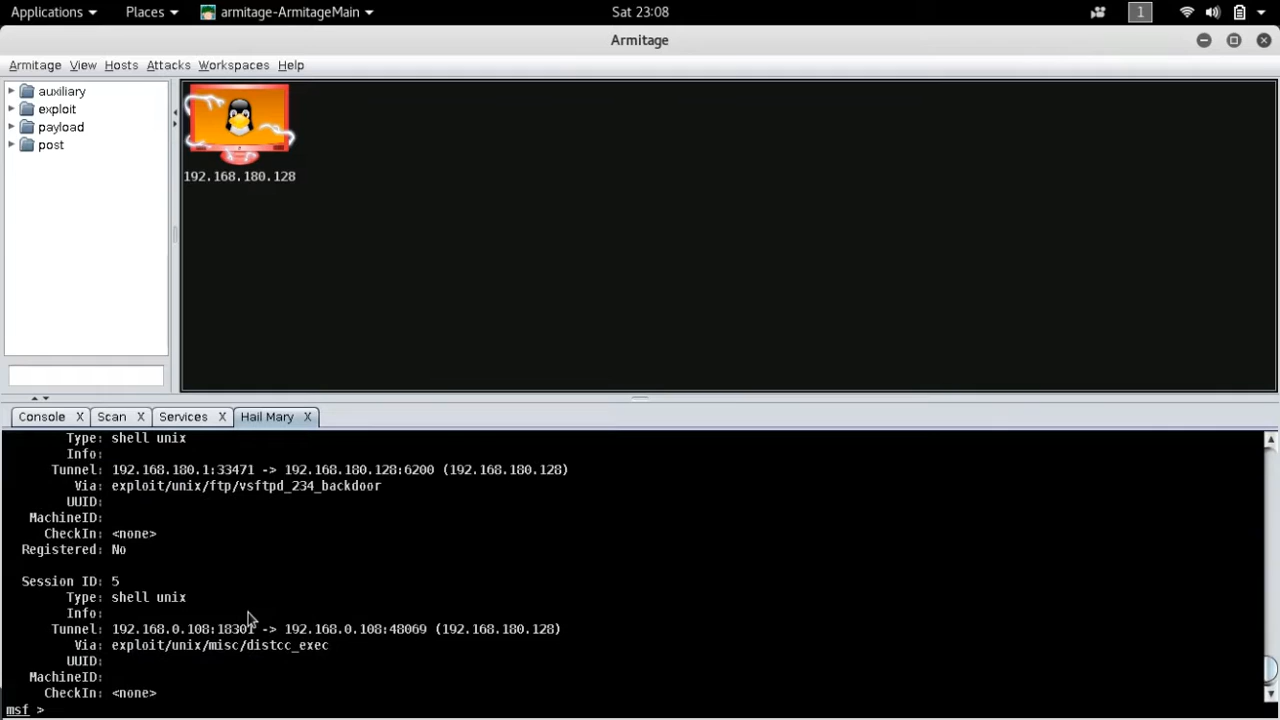 Applications Places armitage-ArmitageMain Sat 23:08 1
Armitage
Armitage View Hosts Attacks Workspaces Help
auxiliary
exploit
payload
post
192.168.180.128
Console X Scan X Services X Hail Mary X
Type: shell unix
Info:
Tunnel: 192.168.180.1:33471 -> 192.168.180.128:6200 (192.168.180.128)
Via: exploit/unix/ftp/vsftpd_234_backdoor
UUID:
MachineID:
CheckIn: <none>
Registered: No
Session ID: 5
Type: shell unix
Info:
Tunnel: 192.168.0.108:18301 -> 192.168.0.108:48069 (192.168.180.128)
Via: exploit/unix/misc/distcc_exec
UUID:
MachineID:
CheckIn: <none>
msf >